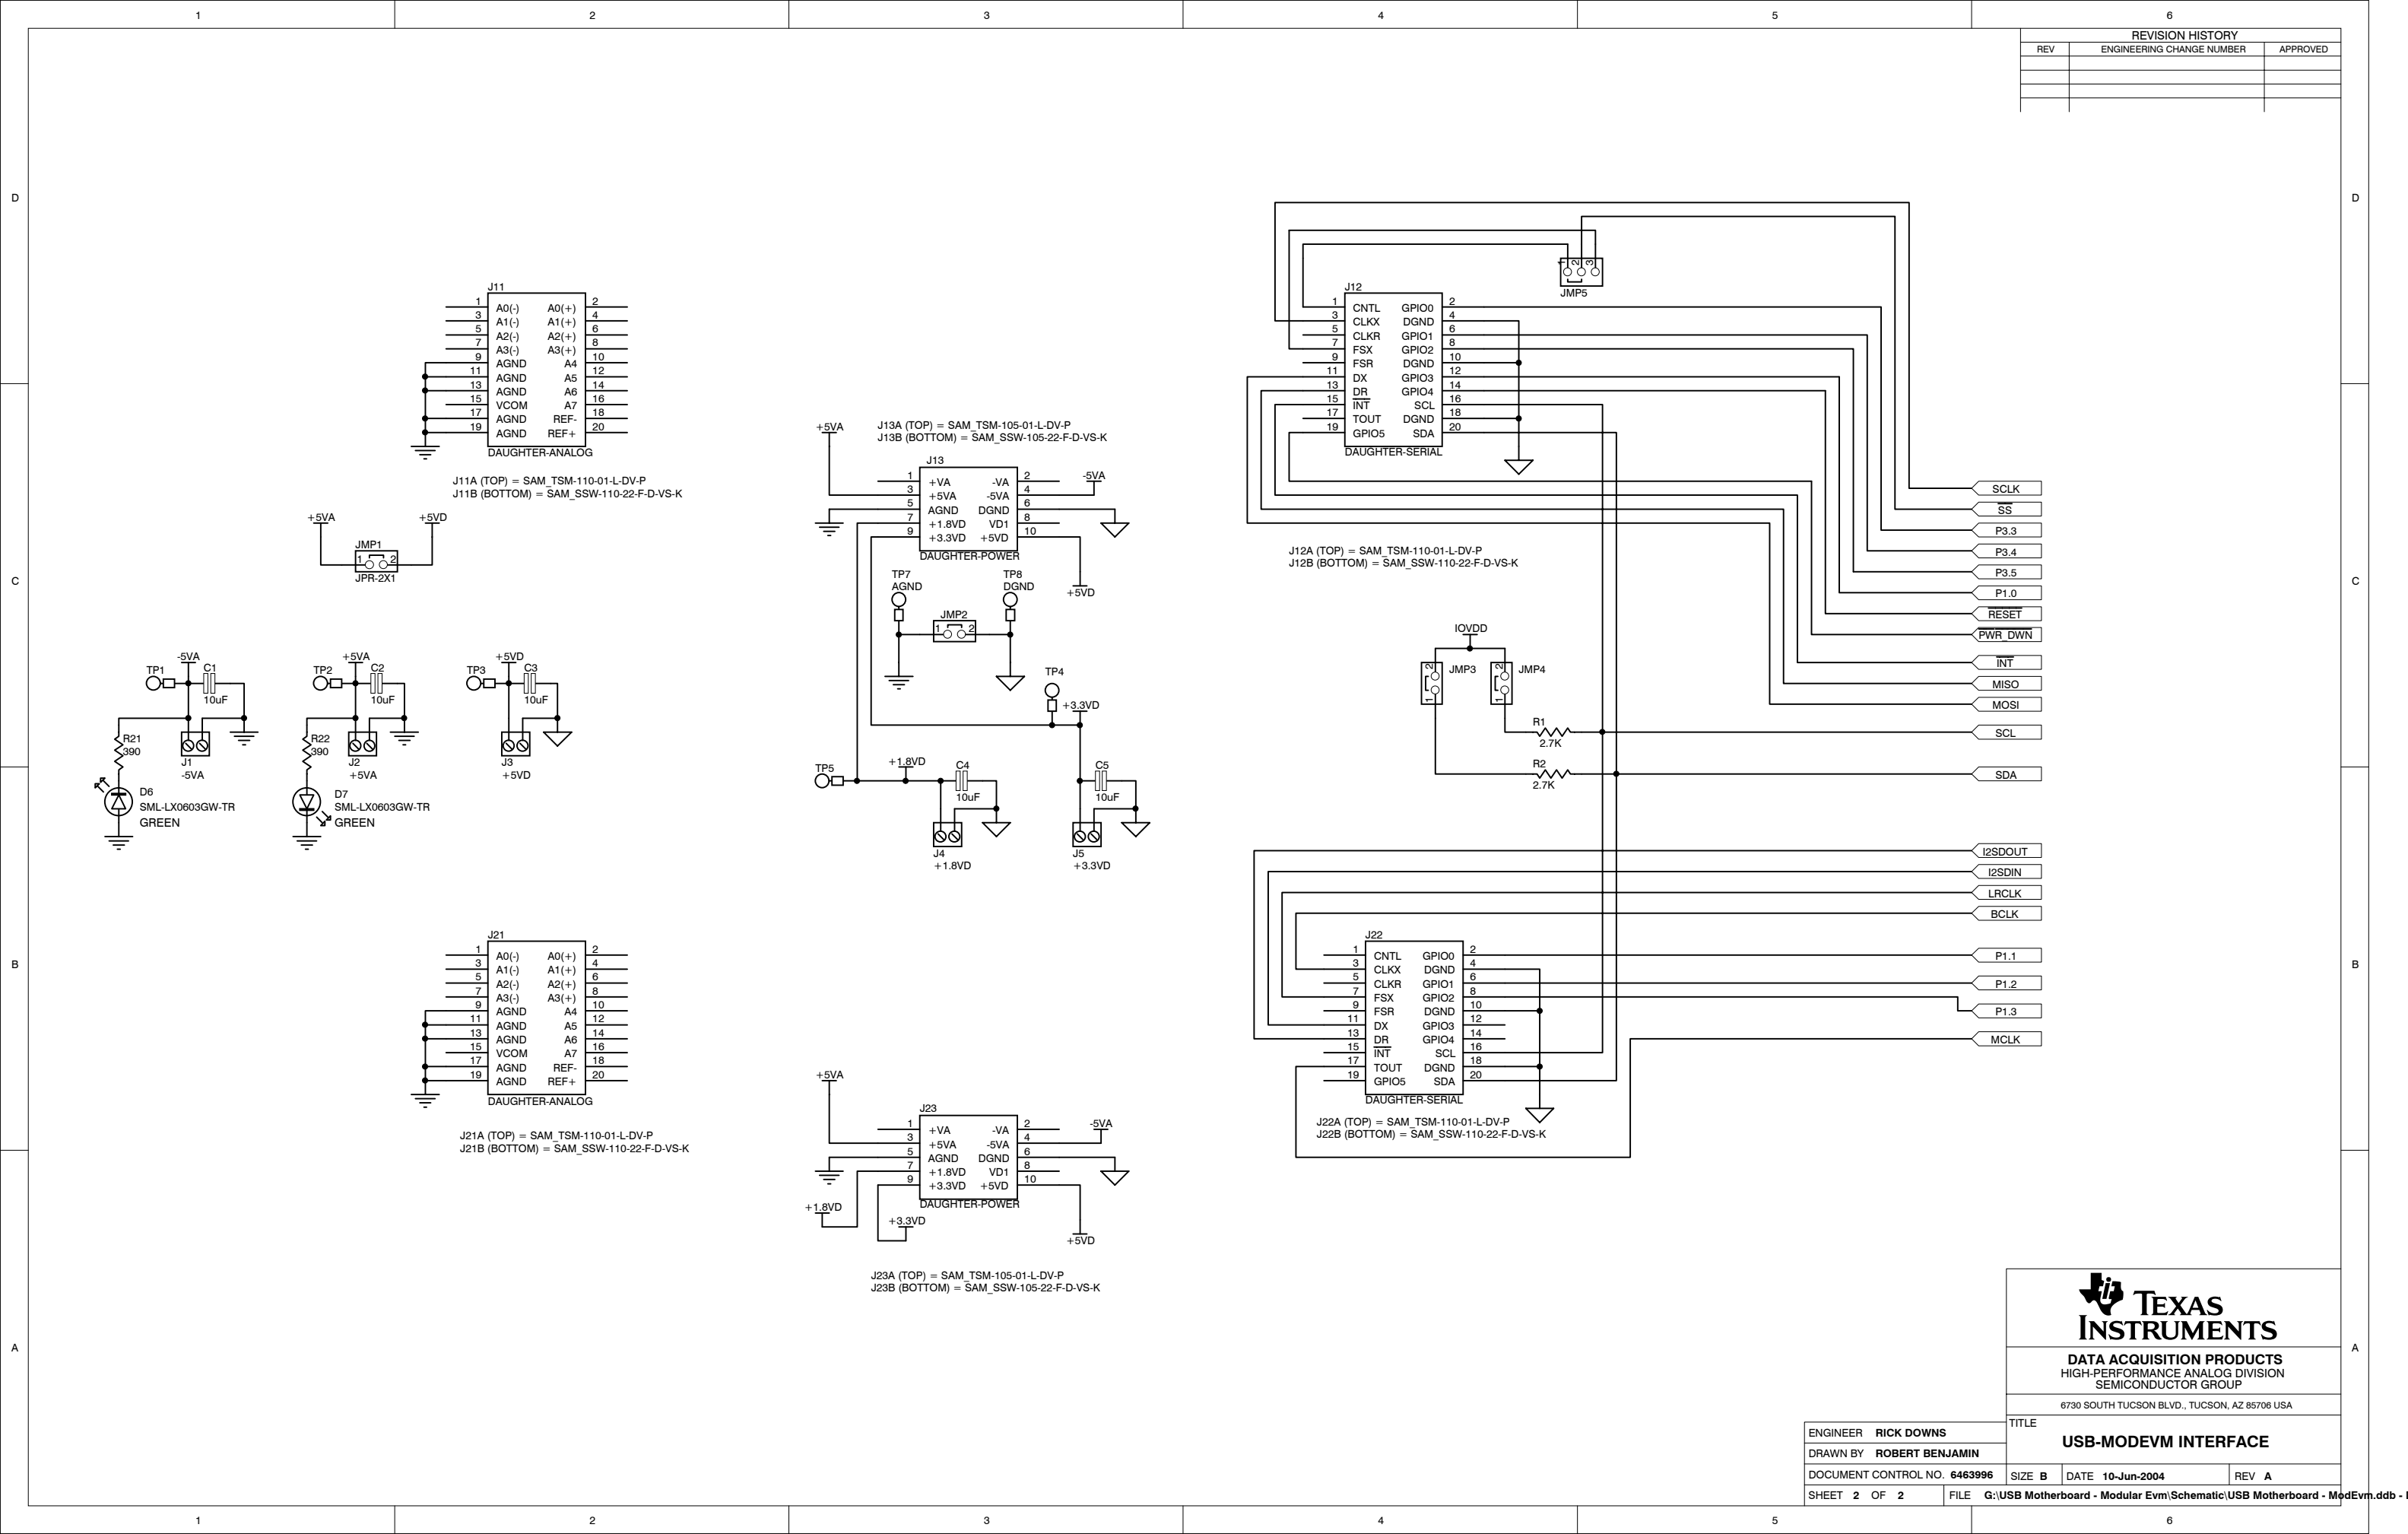 1 2 3 4 5 6
REVISION HISTORY
REV ENGINEERING CHANGE NUMBER APPROVED
D D
C C
B B
A A
J11
1 A0(-) A0(+) 2
3 A1(-) A1(+) 4
5 A2(-) A2(+) 6
7 A3(-) A3(+) 8
9 AGND A4 10
11 AGND A5 12
13 AGND A6 14
15 VCOM A7 16
17 AGND REF- 18
19 AGND REF+ 20
DAUGHTER-ANALOG
J11A (TOP) = SAM_TSM-110-01-L-DV-P
J11B (BOTTOM) = SAM_SSW-110-22-F-D-VS-K
+5VA +5VD
JMP1
1 2
JPR-2X1
-5VA
TP1 C1
10uF
R21
390
J1
-5VA
D6
SML-LX0603GW-TR
GREEN
+5VA
TP2 C2
10uF
R22
390
J2
+5VA
D7
SML-LX0603GW-TR
GREEN
+5VD
TP3 C3
10uF
J3
+5VD
J21
1 A0(-) A0(+) 2
3 A1(-) A1(+) 4
5 A2(-) A2(+) 6
7 A3(-) A3(+) 8
9 AGND A4 10
11 AGND A5 12
13 AGND A6 14
15 VCOM A7 16
17 AGND REF- 18
19 AGND REF+ 20
DAUGHTER-ANALOG
J21A (TOP) = SAM_TSM-110-01-L-DV-P
J21B (BOTTOM) = SAM_SSW-110-22-F-D-VS-K
J13A (TOP) = SAM_TSM-105-01-L-DV-P
J13B (BOTTOM) = SAM_SSW-105-22-F-D-VS-K
+5VA
J13
-5VA
1 +VA -VA 2
3 +5VA -5VA 4
5 AGND DGND 6
7 +1.8VD VD1 8
9 +3.3VD +5VD 10
DAUGHTER-POWER
+5VD
TP7 TP8
AGND DGND
JMP2
1 2
TP4
+3.3VD
TP5
+1.8VD
C4
10uF
J4
+1.8VD
C5
10uF
J5
+3.3VD
+5VA
J23
-5VA
1 +VA -VA 2
3 +5VA -5VA 4
5 AGND DGND 6
7 +1.8VD VD1 8
9 +3.3VD +5VD 10
DAUGHTER-POWER
+1.8VD
+3.3VD
+5VD
J23A (TOP) = SAM_TSM-105-01-L-DV-P
J23B (BOTTOM) = SAM_SSW-105-22-F-D-VS-K
1 2 3
JMP5
J12
1 CNTL GPIO0 2
3 CLKX DGND 4
5 CLKR GPIO1 6
7 FSX GPIO2 8
9 FSR DGND 10
11 DX GPIO3 12
13 DR GPIO4 14
15 INT SCL 16
17 TOUT DGND 18
19 GPIO5 SDA 20
DAUGHTER-SERIAL
J12A (TOP) = SAM_TSM-110-01-L-DV-P
J12B (BOTTOM) = SAM_SSW-110-22-F-D-VS-K
IOVDD
2 JMP3 1
2 JMP4 1
R1
2.7K
R2
2.7K
SCLK
SS
P3.3
P3.4
P3.5
P1.0
RESET
PWR_DWN
INT
MISO
MOSI
SCL
SDA
I2SDOUT
I2SDIN
LRCLK
BCLK
P1.1
P1.2
P1.3
MCLK
J22
1 CNTL GPIO0 2
3 CLKX DGND 4
5 CLKR GPIO1 6
7 FSX GPIO2 8
9 FSR DGND 10
11 DX GPIO3 12
13 DR GPIO4 14
15 INT SCL 16
17 TOUT DGND 18
19 GPIO5 SDA 20
DAUGHTER-SERIAL
J22A (TOP) = SAM_TSM-110-01-L-DV-P
J22B (BOTTOM) = SAM_SSW-110-22-F-D-VS-K
ti
TEXAS
INSTRUMENTS
DATA ACQUISITION PRODUCTS
HIGH-PERFORMANCE ANALOG DIVISION
SEMICONDUCTOR GROUP
6730 SOUTH TUCSON BLVD., TUCSON, AZ 85706 USA
TITLE
USB-MODEVM INTERFACE
ENGINEER RICK DOWNS
DRAWN BY ROBERT BENJAMIN
DOCUMENT CONTROL NO. 6463996
SIZE B DATE 10-Jun-2004 REV A
SHEET 2 OF 2 FILE G:\USB Motherboard - Modular Evm\Schematic\USB Motherboard - ModEvm.ddb -
1 2 3 4 5 6